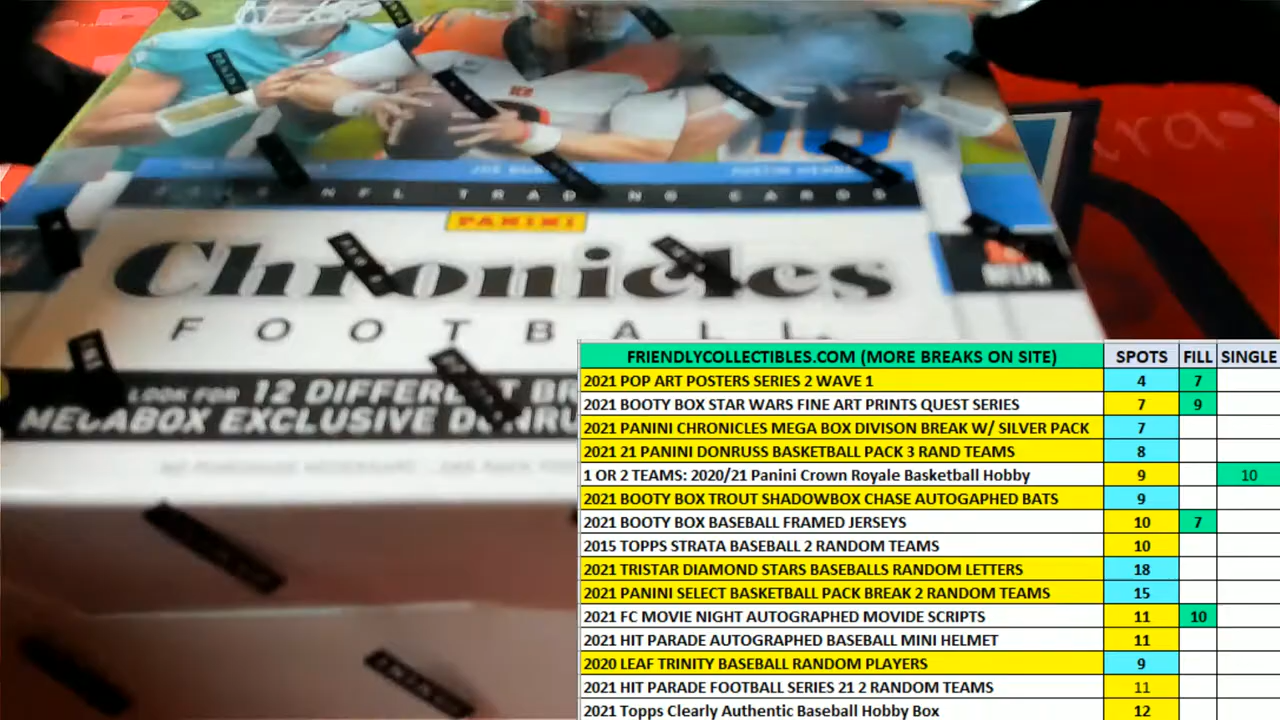 NFL TRADING CARDS
PANINI
Chronicles
FOOTBALL
LOOK FOR 12 DIFFERENT
MEGABOX EXCLUSIVE
FRIENDLYCOLLECTIBLES.COM (MORE BREAKS ON SITE) SPOTS FILL SINGLE
2021 POP ART POSTERS SERIES 2 WAVE 1 4 7
2021 BOOTY BOX STAR WARS FINE ART PRINTS QUEST SERIES 7 9
2021 PANINI CHRONICLES MEGA BOX DIVISON BREAK W/ SILVER PACK 7
2021 21 PANINI DONRUSS BASKETBALL PACK 3 RAND TEAMS 8
1 OR 2 TEAMS: 2020/21 Panini Crown Royale Basketball Hobby 9 10
2021 BOOTY BOX TROUT SHADOWBOX CHASE AUTOGAPHED BATS 9
2021 BOOTY BOX BASEBALL FRAMED JERSEYS 10 7
2015 TOPPS STRATA BASEBALL 2 RANDOM TEAMS 10
2021 TRISTAR DIAMOND STARS BASEBALLS RANDOM LETTERS 18
2021 PANINI SELECT BASKETBALL PACK BREAK 2 RANDOM TEAMS 15
2021 FC MOVIE NIGHT AUTOGRAPHED MOVIDE SCRIPTS 11 10
2021 HIT PARADE AUTOGRAPHED BASEBALL MINI HELMET 11
2020 LEAF TRINITY BASEBALL RANDOM PLAYERS 9
2021 HIT PARADE FOOTBALL SERIES 21 2 RANDOM TEAMS 11
2021 Topps Clearly Authentic Baseball Hobby Box 12